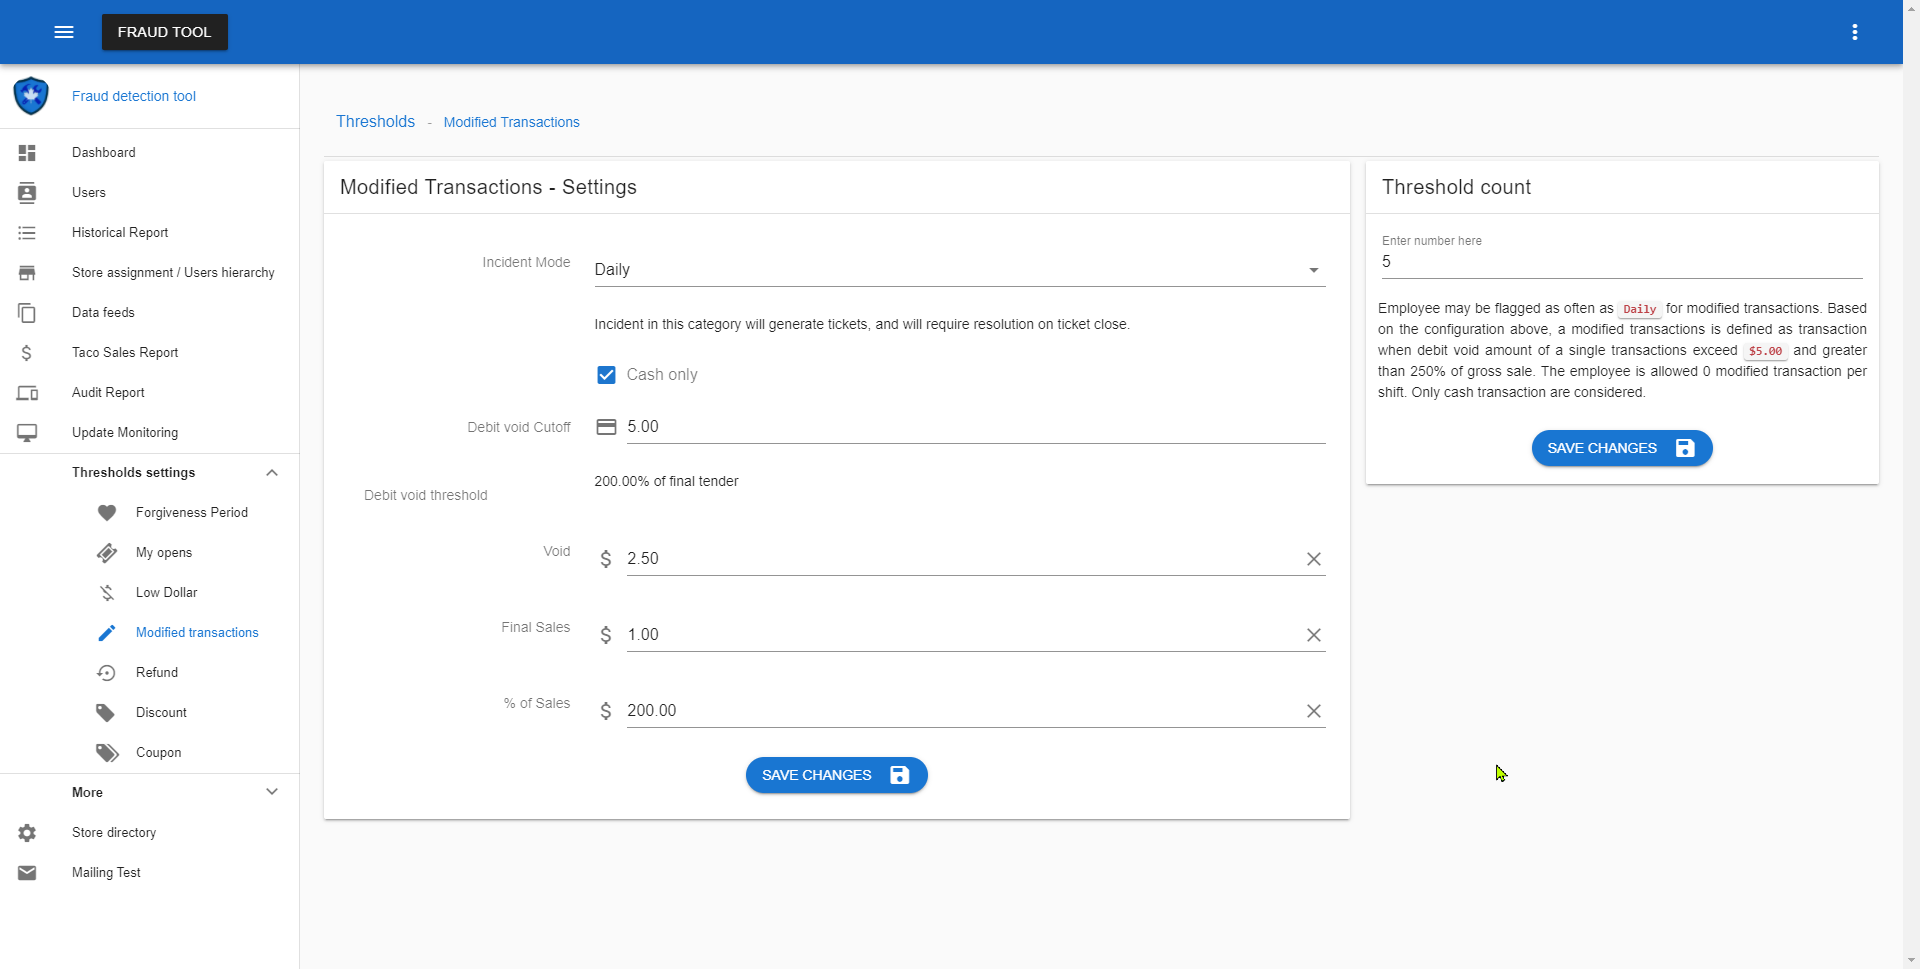 FRAUD TOOL
Fraud detection tool
Dashboard
Users
Historical Report
Store assignment / Users hierarchy
Data feeds
Taco Sales Report
Audit Report
Update Monitoring
Thresholds settings
Forgiveness Period
My opens
Low Dollar
Modified transactions
Refund
Discount
Coupon
More
Store directory
Mailing Test
Thresholds - Modified Transactions
Modified Transactions - Settings
Incident Mode
Daily
Incident in this category will generate tickets, and will require resolution on ticket close.
Cash only
Debit void Cutoff
5.00
200.00% of final tender
Debit void threshold
Void
$ 2.50
Final Sales
$ 1.00
% of Sales
$ 200.00
SAVE CHANGES
Threshold count
Enter number here
5
Employee may be flagged as often as Daily for modified transactions. Based
on the configuration above, a modified transactions is defined as transaction
when debit void amount of a single transactions exceed $5.00 and greater
than 250% of gross sale. The employee is allowed 0 modified transaction per
shift. Only cash transaction are considered.
SAVE CHANGES